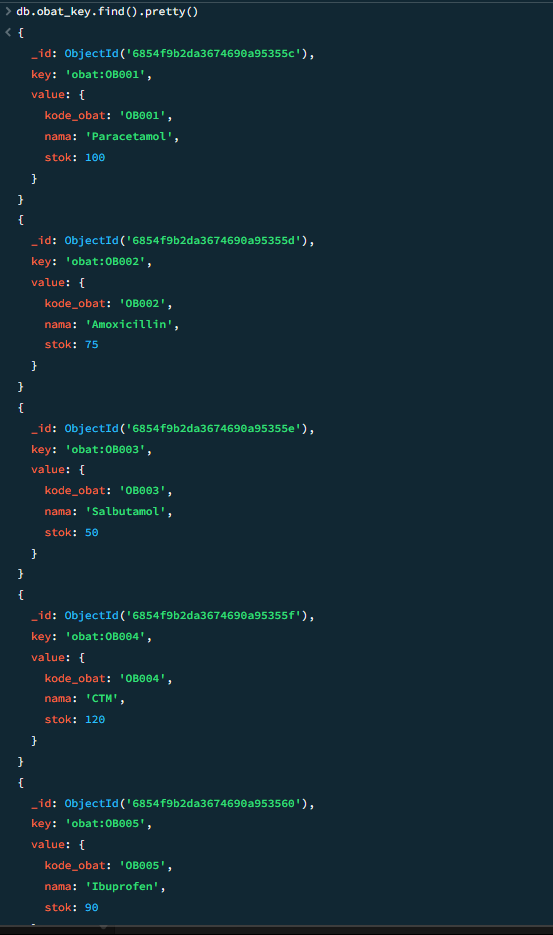 > db.obat_key.find().pretty()
< {
_id: ObjectId('6854f9b2da3674690a95355c'),
key: 'obat:OB001',
value: {
kode_obat: 'OB001',
nama: 'Paracetamol',
stok: 100
}
}
{
_id: ObjectId('6854f9b2da3674690a95355d'),
key: 'obat:OB002',
value: {
kode_obat: 'OB002',
nama: 'Amoxicillin',
stok: 75
}
}
{
_id: ObjectId('6854f9b2da3674690a95355e'),
key: 'obat:OB003',
value: {
kode_obat: 'OB003',
nama: 'Salbutamol',
stok: 50
}
}
{
_id: ObjectId('6854f9b2da3674690a95355f'),
key: 'obat:OB004',
value: {
kode_obat: 'OB004',
nama: 'CTM',
stok: 120
}
}
{
_id: ObjectId('6854f9b2da3674690a953560'),
key: 'obat:OB005',
value: {
kode_obat: 'OB005',
nama: 'Ibuprofen',
stok: 90